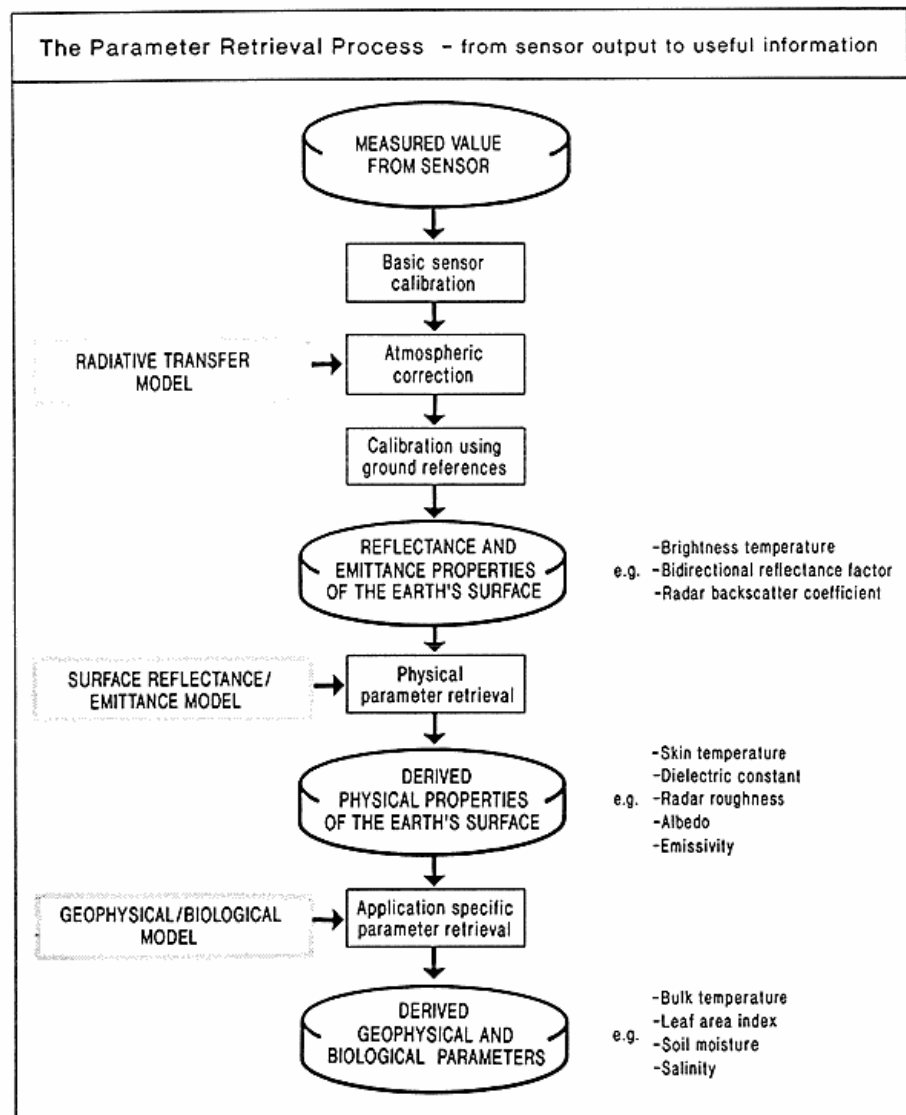 The Parameter Retrieval Process - from sensor output to useful information
MEASURED VALUE
FROM SENSOR
Basic sensor
calibration
RADIATIVE TRANSFER
MODEL
Atmospheric
correction
Calibration using
ground references
REFLECTANCE AND
EMITTANCE PROPERTIES
OF THE EARTH'S SURFACE
e.g.
-Brightness temperature
-Bidirectional reflectance factor
-Radar backscatter coefficient
SURFACE REFLECTANCE/
EMITTANCE MODEL
Physical
parameter retrieval
DERIVED
PHYSICAL PROPERTIES
OF THE EARTH'S SURFACE
e.g.
-Skin temperature
-Dielectric constant
-Radar roughness
-Albedo
-Emissivity
GEOPHYSICAL/BIOLOGICAL
MODEL
Application specific
parameter retrieval
DERIVED
GEOPHYSICAL AND
BIOLOGICAL PARAMETERS
e.g.
-Bulk temperature
-Leaf area index
-Soil moisture
-Salinity